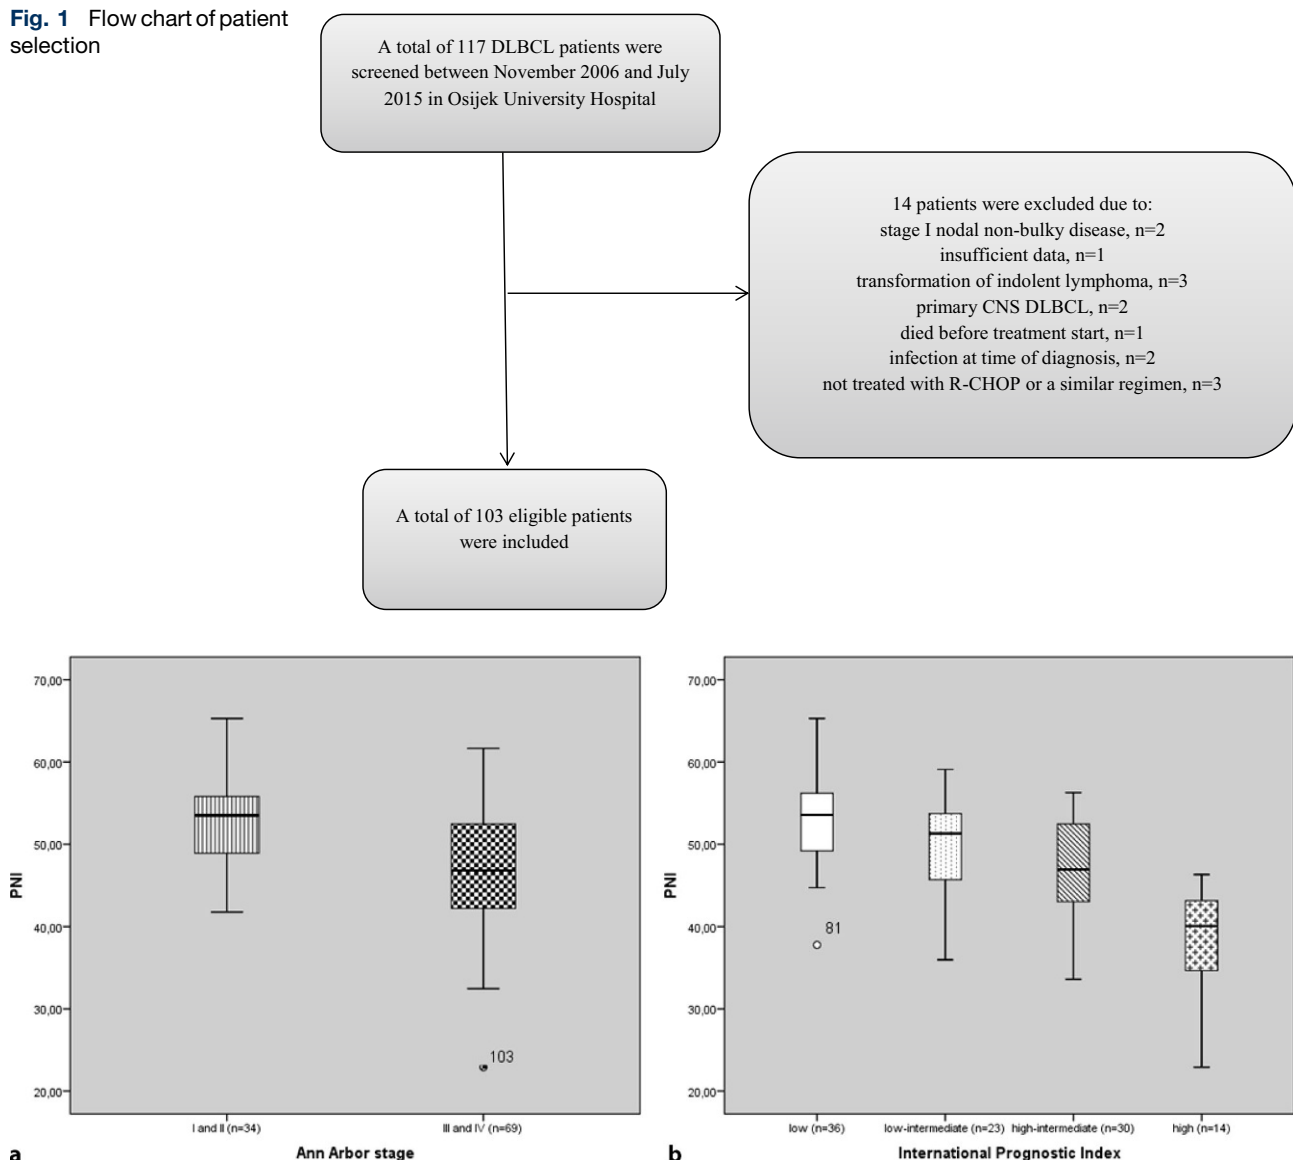 Fig. 1 Flow chart of patient
selection
A total of 117 DLBCL patients were
screened between November 2006 and July
2015 in Osijek University Hospital
14 patients were excluded due to:
stage I nodal non-bulky disease, n=2
insufficient data, n=1
transformation of indolent lymphoma, n=3
primary CNS DLBCL, n=2
died before treatment start, n=1
infection at time of diagnosis, n=2
not treated with R-CHOP or a similar regimen, n=3
A total of 103 eligible patients
were included
70,00
60,00
50,00
40,00
30,00
20,00
PNI
103
I and II (n=34)
III and IV (n=69)
Ann Arbor stage
a
70,00
60,00
50,00
40,00
30,00
20,00
PNI
81
low (n=36)
low-intermediate (n=23)
high-intermediate (n=30)
high (n=14)
International Prognostic Index
b